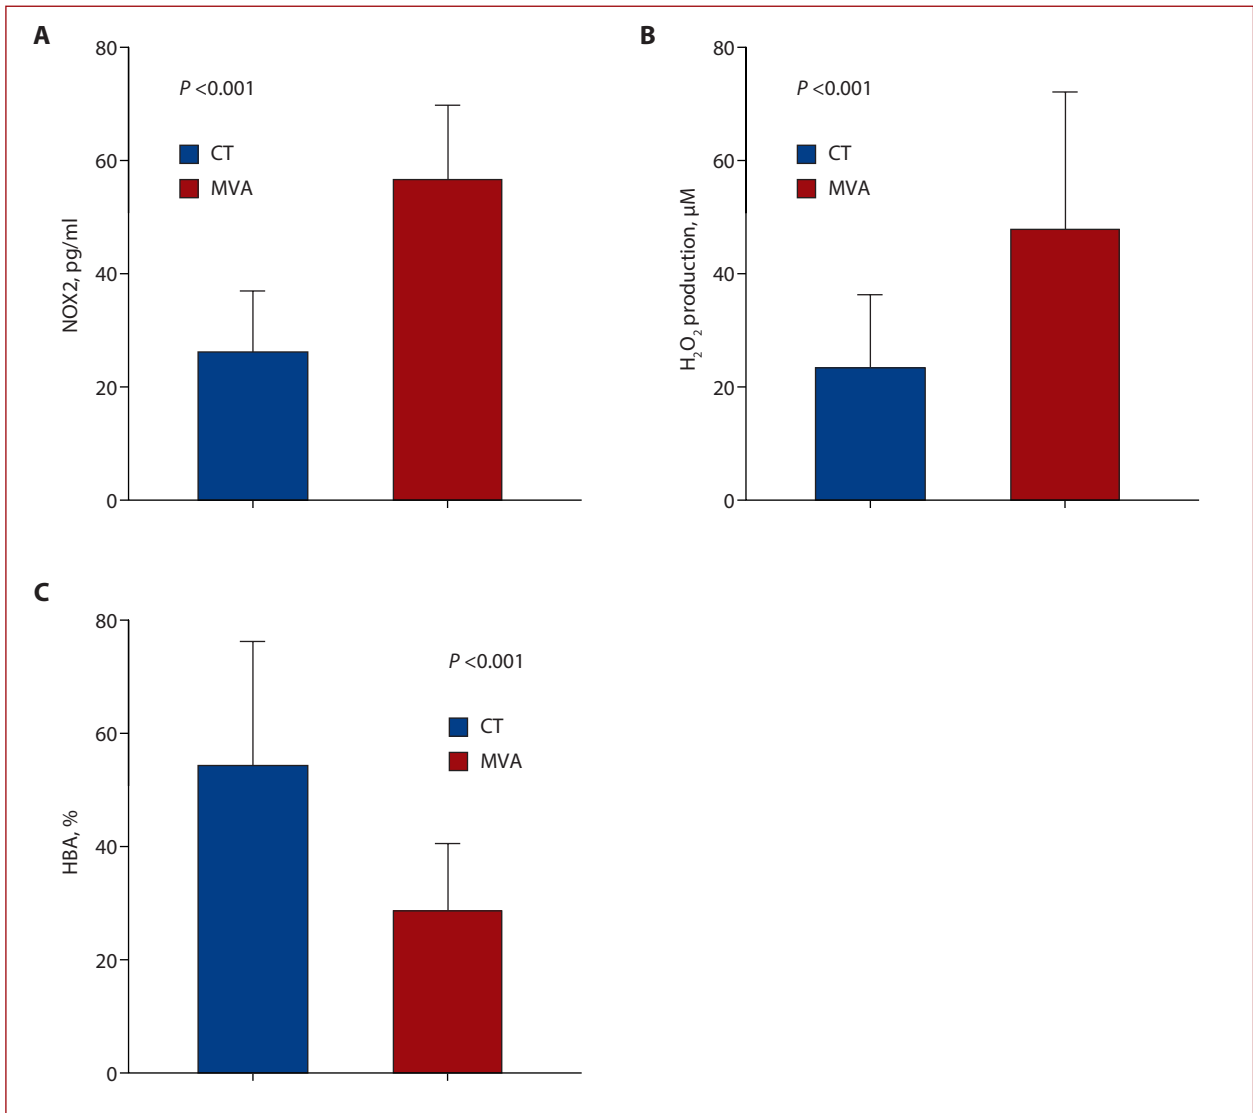 A
80
60
40
20
0
NOX2, pg/ml
P <0.001
CT
MVA
B
80
60
40
20
0
H₂O₂ production, µM
P <0.001
CT
MVA
C
80
60
40
20
0
HBA, %
P <0.001
CT
MVA